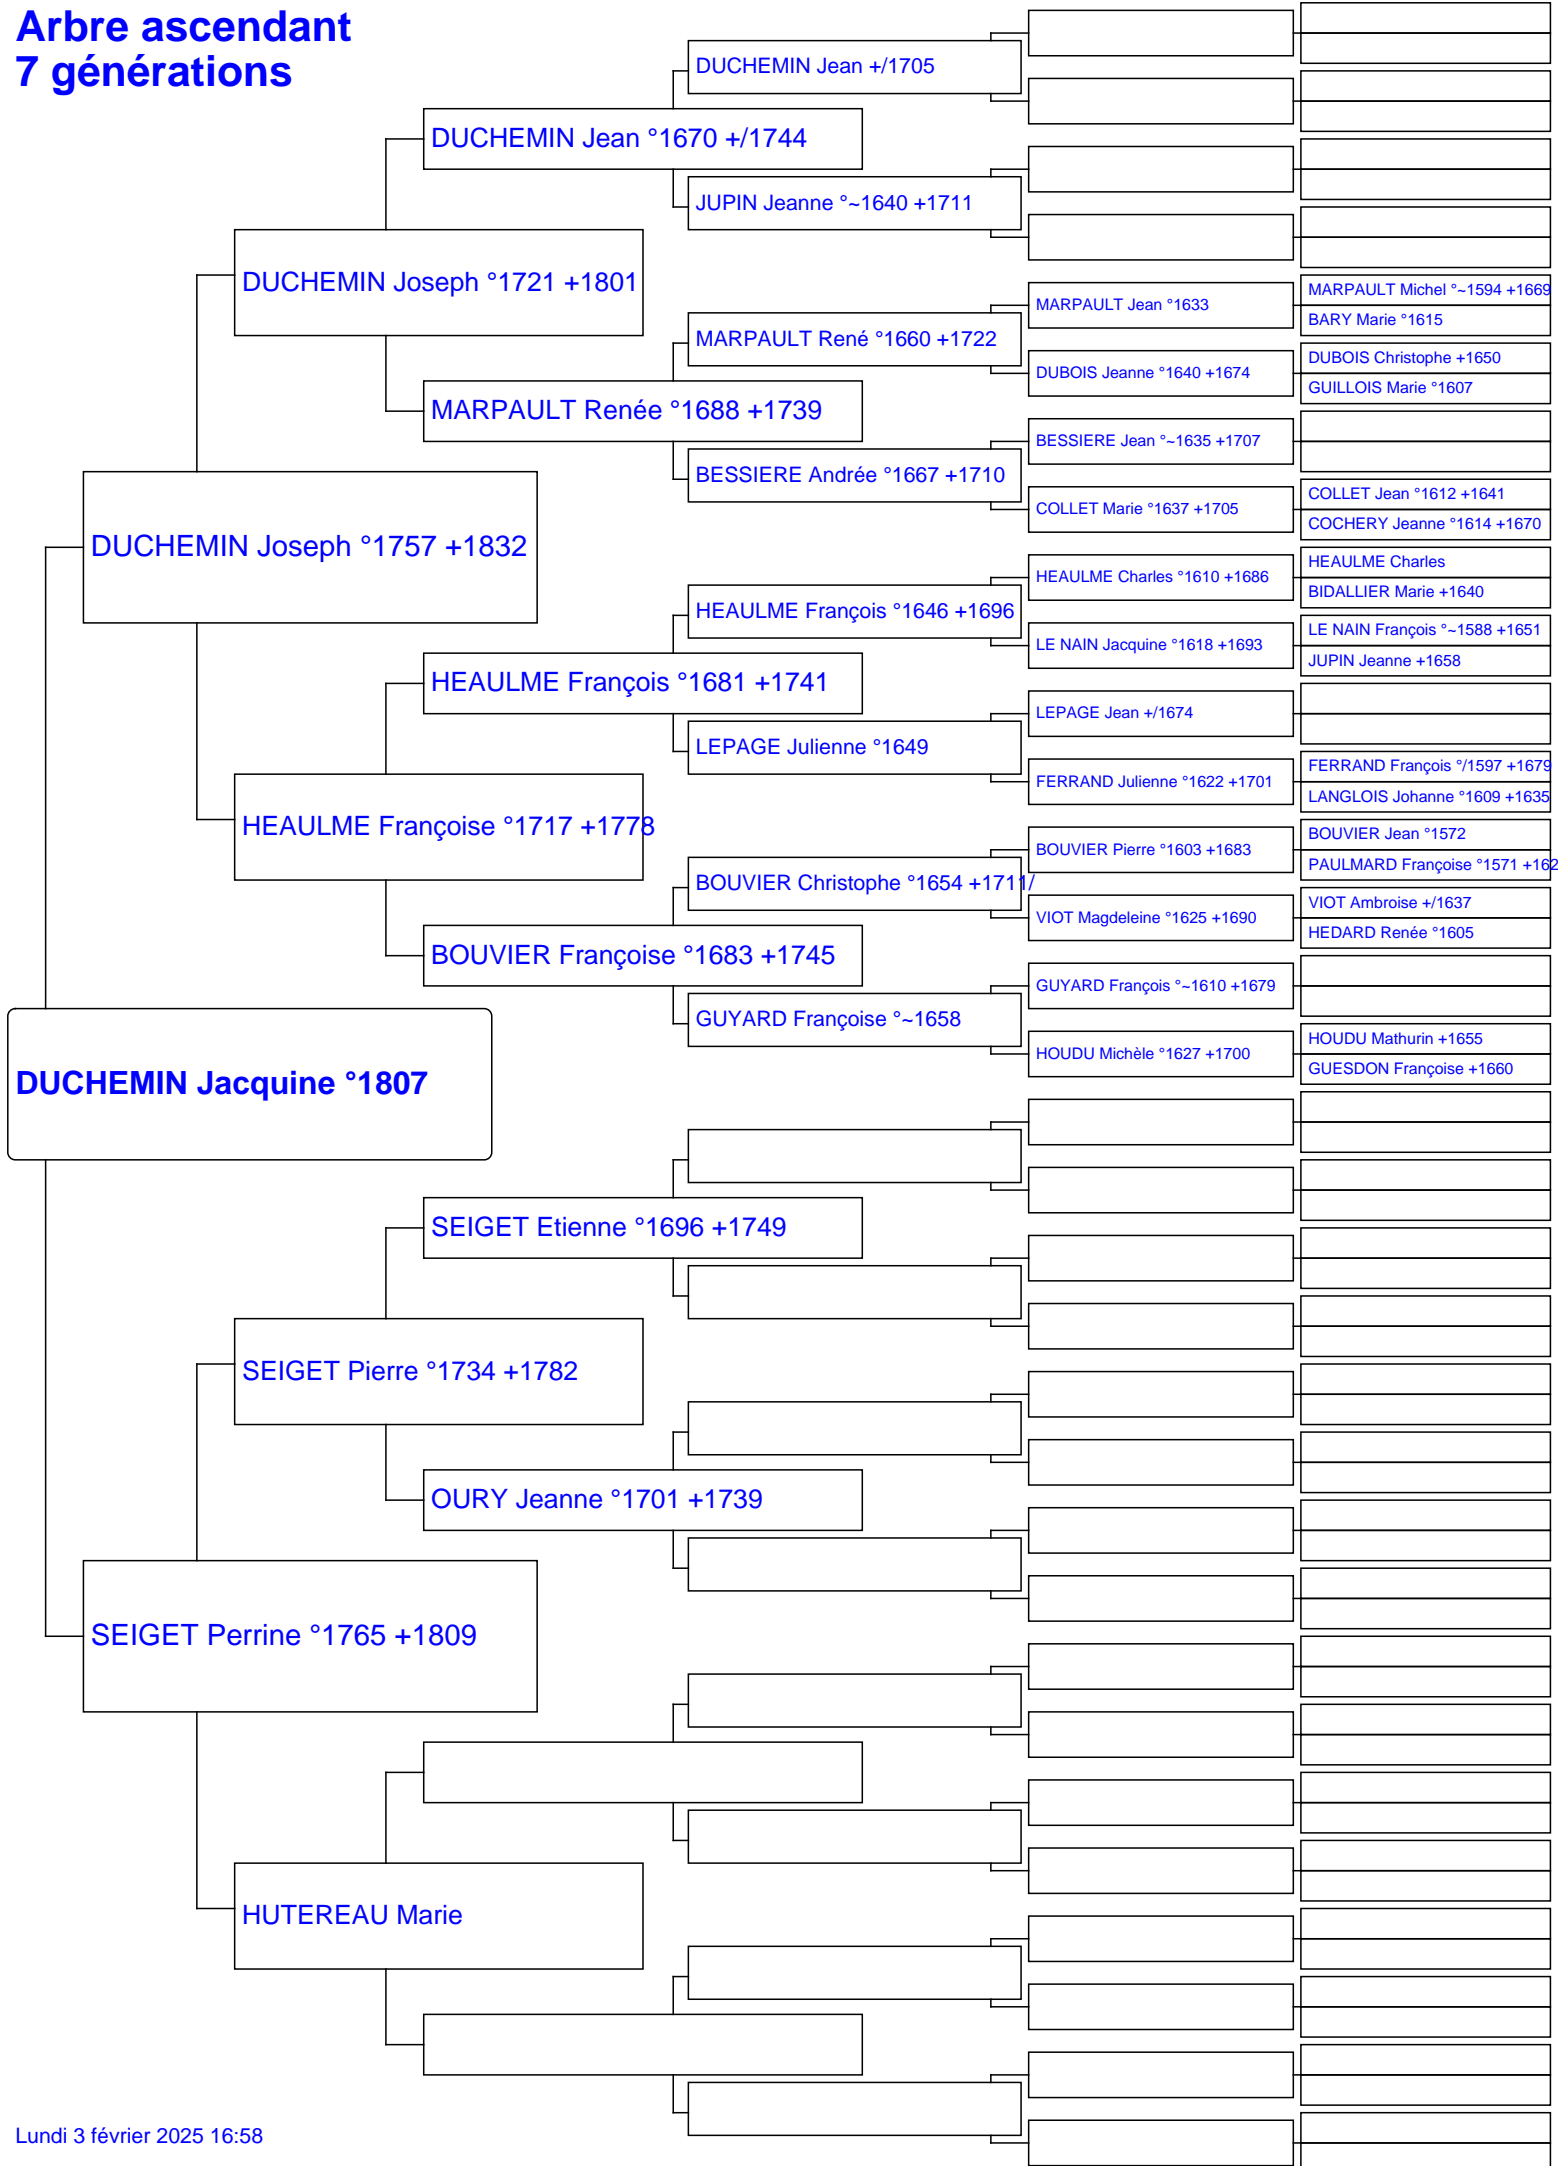 Arbre ascendant
7 générations
DUCHEMIN Jean +/1705
DUCHEMIN Jean °1670 +/1744
JUPIN Jeanne °~1640 +1711
DUCHEMIN Joseph °1721 +1801
MARPAULT Michel °~1594 +1669
MARPAULT Jean °1633
BARY Marie °1615
MARPAULT René °1660 +1722
DUBOIS Christophe +1650
DUBOIS Jeanne °1640 +1674
GUILLOIS Marie °1607
MARPAULT Renée °1688 +1739
BESSIERE Jean °~1635 +1707
BESSIERE Andrée °1667 +1710
COLLET Jean °1612 +1641
COLLET Marie °1637 +1705
COCHERY Jeanne °1614 +1670
DUCHEMIN Joseph °1757 +1832
HEAULME Charles
HEAULME Charles °1610 +1686
BIDALLIER Marie +1640
HEAULME François °1646 +1696
LE NAIN François °~1588 +1651
LE NAIN Jacquine °1618 +1693
JUPIN Jeanne +1658
HEAULME François °1681 +1741
LEPAGE Jean +/1674
LEPAGE Julienne °1649
FERRAND François °/1597 +1679
FERRAND Julienne °1622 +1701
LANGLOIS Johanne °1609 +1635
HEAULME Françoise °1717 +1778
BOUVIER Jean °1572
BOUVIER Pierre °1603 +1683
PAULMARD Françoise °1571 +162
BOUVIER Christophe °1654 +1711/
VIOT Ambroise +/1637
VIOT Magdeleine °1625 +1690
HEDARD Renée °1605
BOUVIER Françoise °1683 +1745
GUYARD François °~1610 +1679
GUYARD Françoise °~1658
HOUDU Mathurin +1655
HOUDU Michèle °1627 +1700
GUESDON Françoise +1660
DUCHEMIN Jacquine °1807
SEIGET Etienne °1696 +1749
SEIGET Pierre °1734 +1782
OURY Jeanne °1701 +1739
SEIGET Perrine °1765 +1809
HUTEREAU Marie
Lundi 3 février 2025 16:58